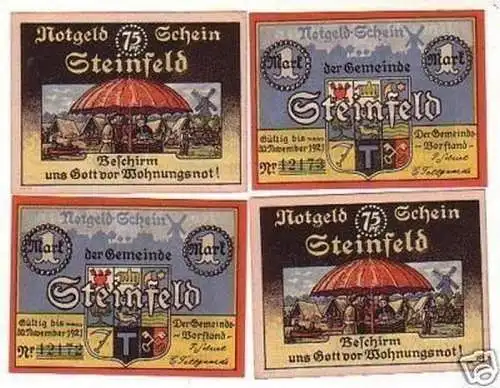 Notgeld 75 Schein
Steinfeld
Beschirm
uns Gott vor Wohnungsnot!
Notgeld-Schein
1 Mark der Gemeinde 1 Mark
Steinfeld
Gültig bis
30. November 1921
Der Gemeinde-
Vorstand
Nr 42173
T
Notgeld-Schein
1 Mark der Gemeinde 1 Mark
Steinfeld
Gültig bis
30. November 1921
Der Gemeinde-
Vorstand
Nr 42172
T
Notgeld 75 Schein
Steinfeld
Beschirm
uns Gott vor Wohnungsnot!